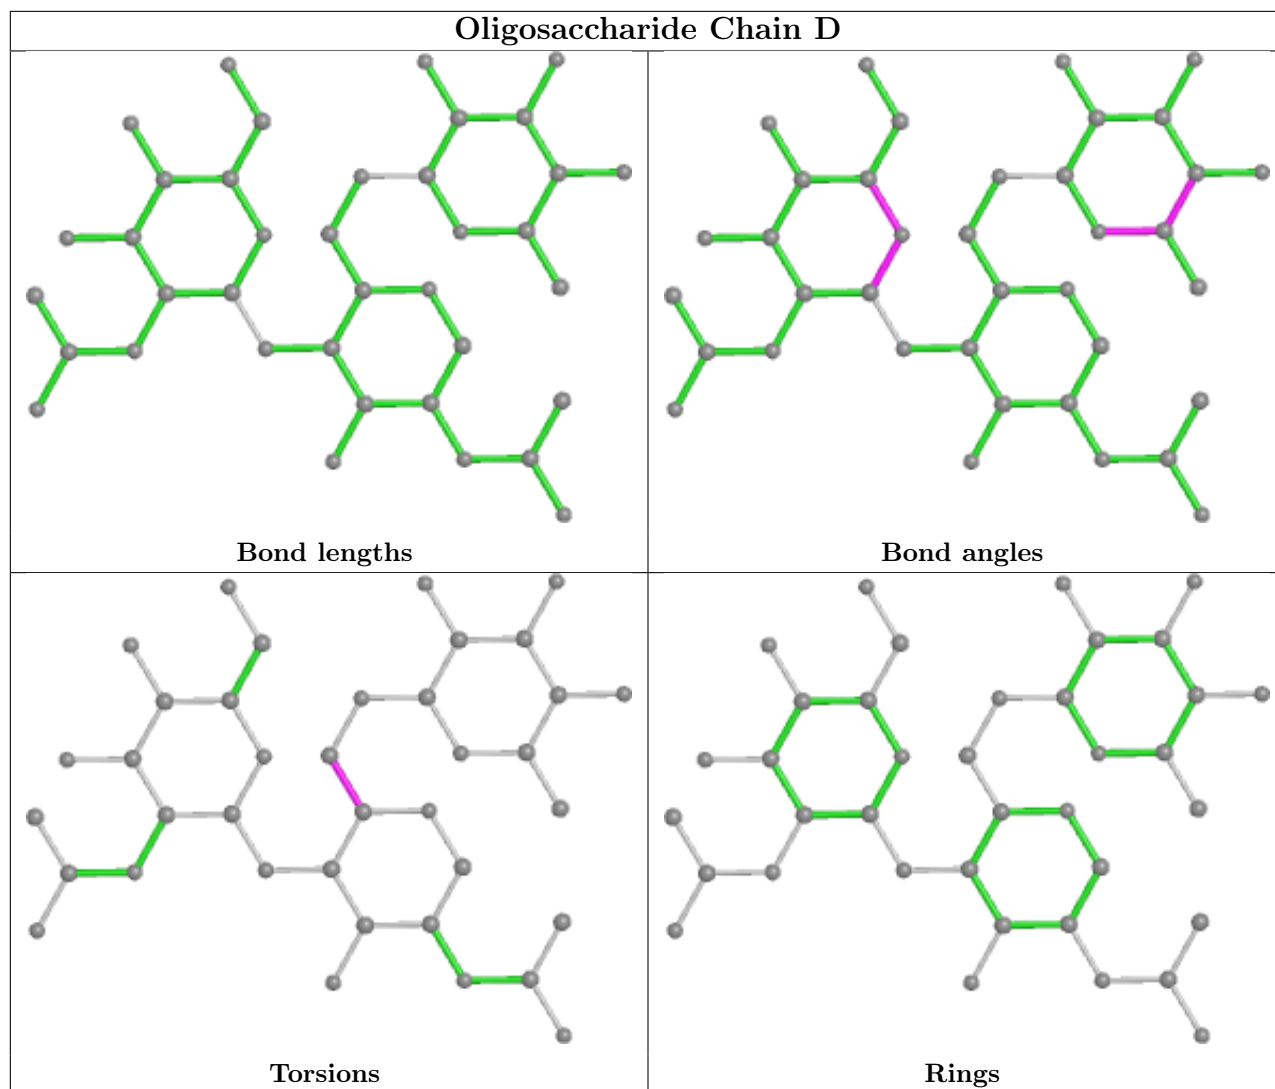 Oligosaccharide Chain D
Bond lengths
Bond angles
Torsions
Rings